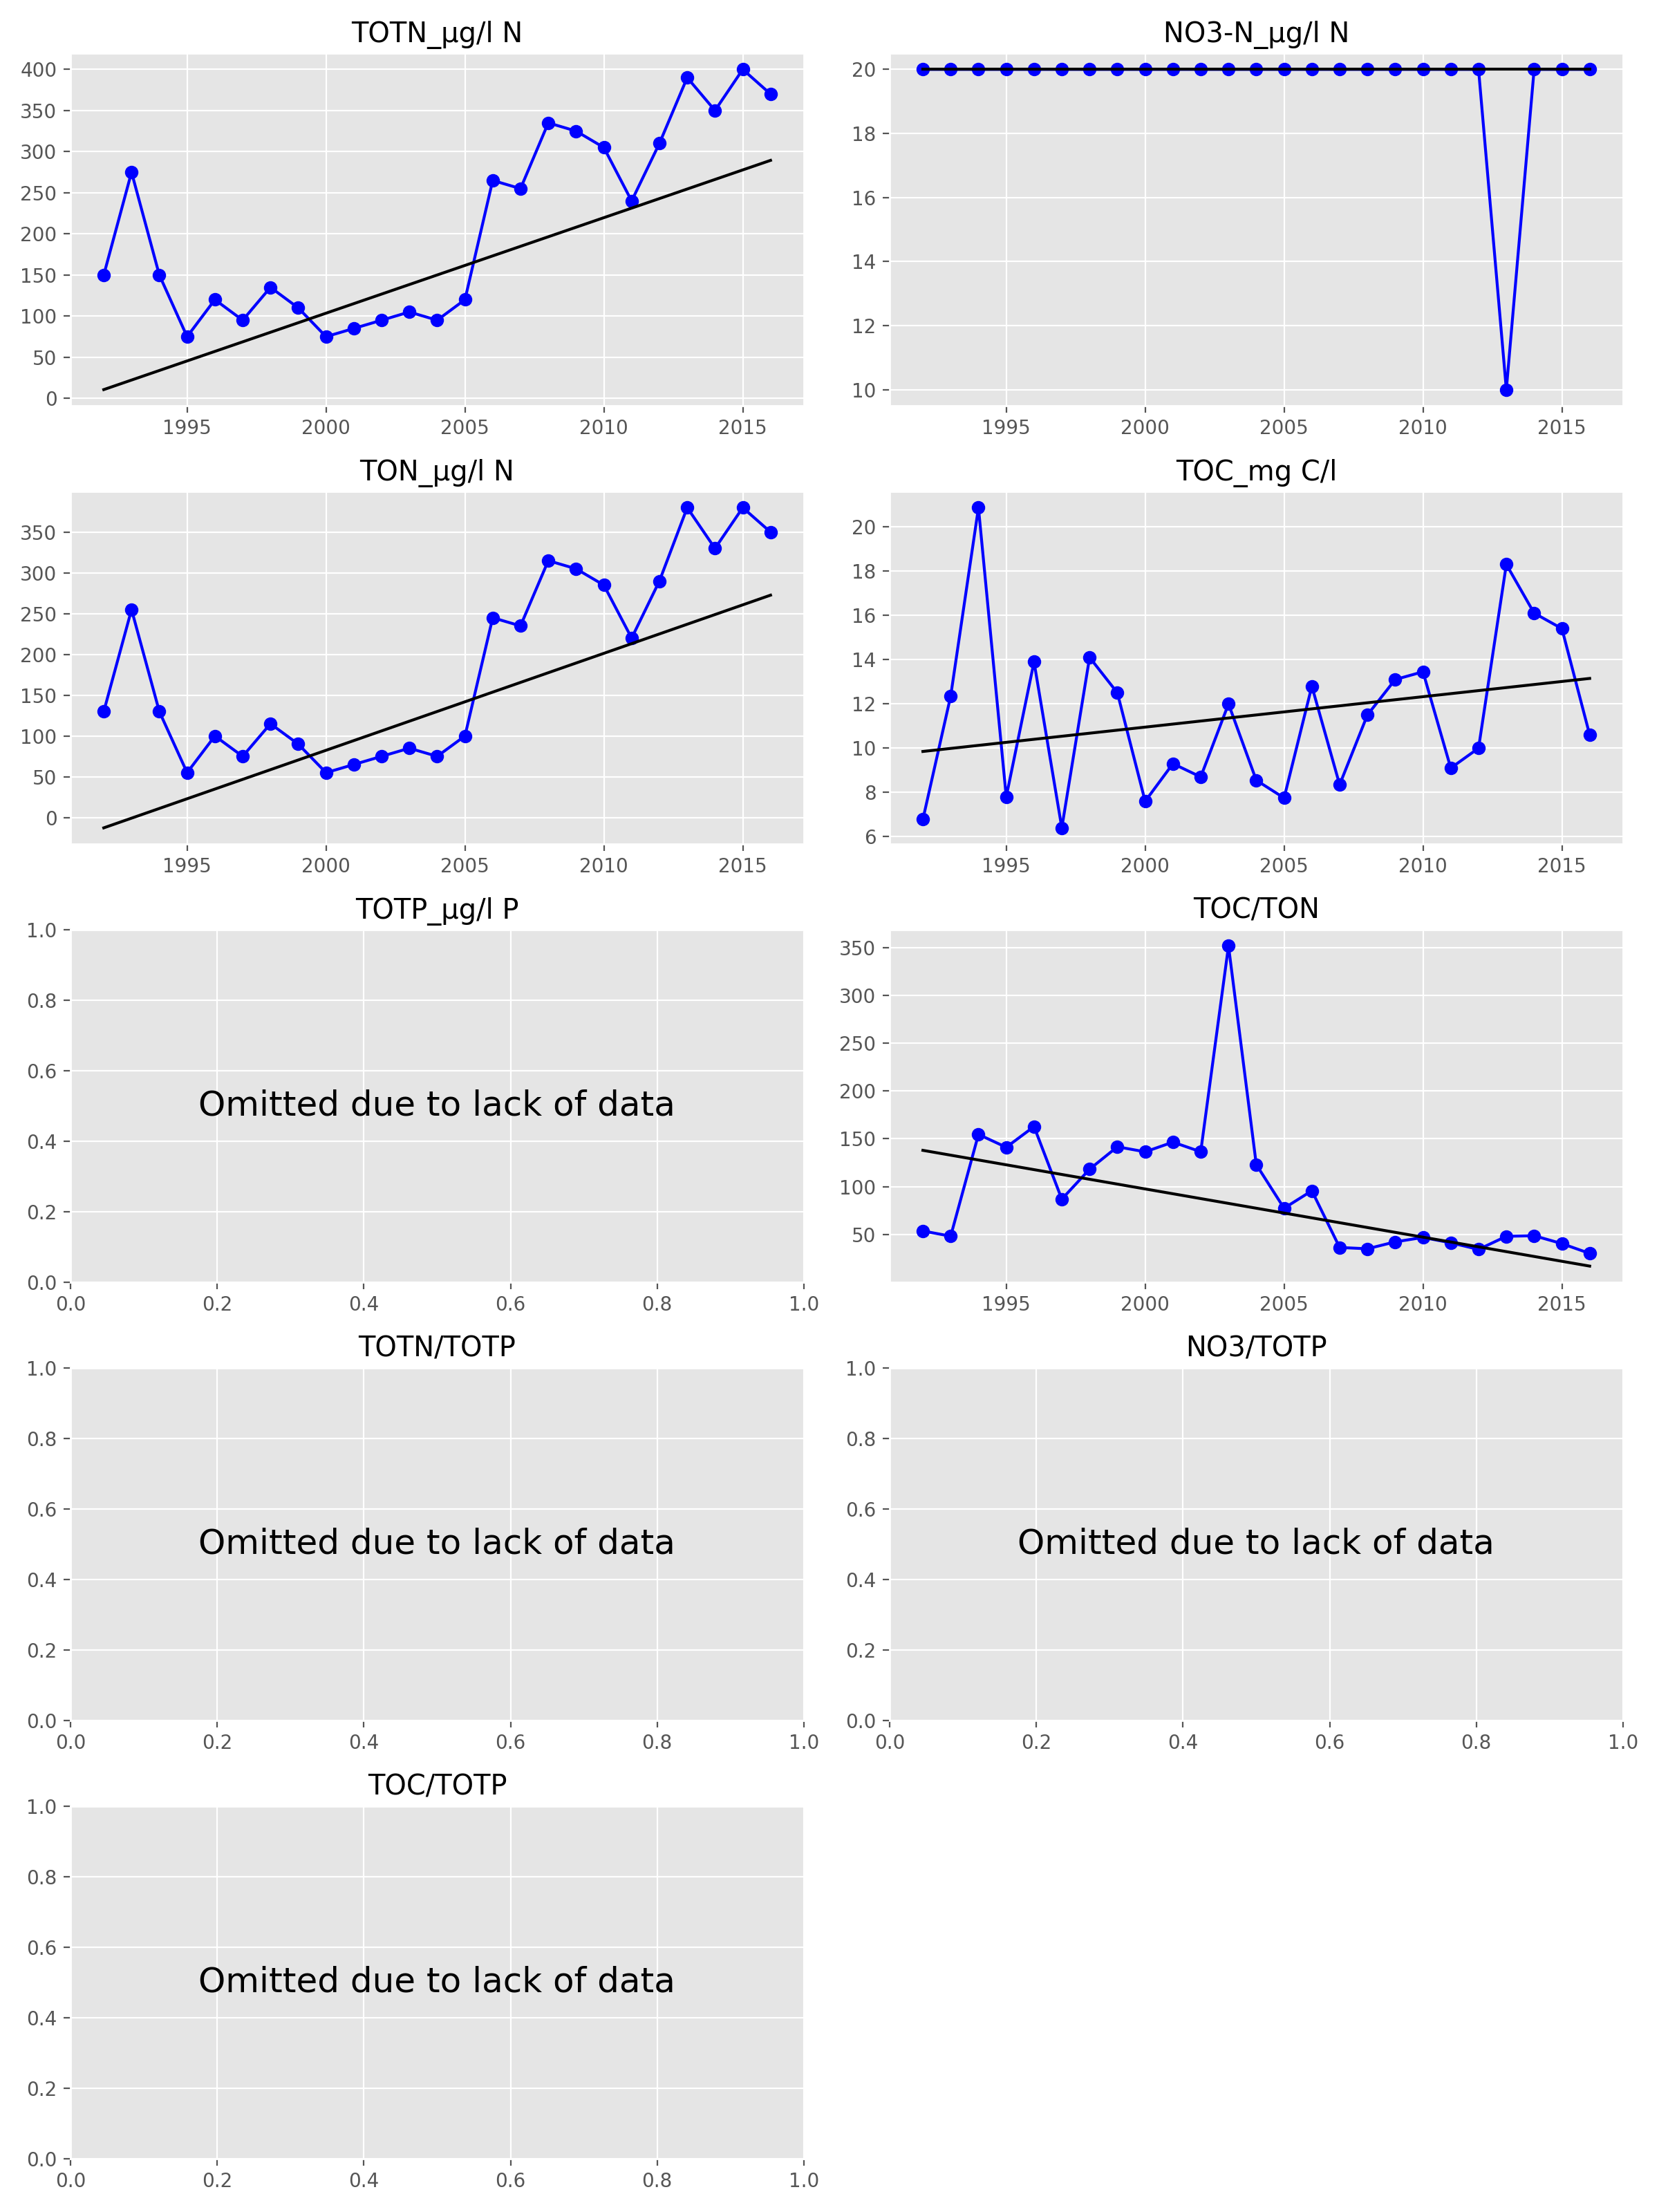 TOTN_µg/l N
400
350
300
250
200
150
100
50
0
1995 2000 2005 2010 2015
NO3-N_µg/l N
20
18
16
14
12
10
1995 2000 2005 2010 2015
TON_µg/l N
350
300
250
200
150
100
50
0
1995 2000 2005 2010 2015
TOC_mg C/l
20
18
16
14
12
10
8
6
1995 2000 2005 2010 2015
TOTP_µg/l P
1.0
0.8
0.6
Omitted due to lack of data
0.4
0.2
0.0
0.0 0.2 0.4 0.6 0.8 1.0
TOC/TON
350
300
250
200
150
100
50
1995 2000 2005 2010 2015
TOTN/TOTP
1.0
0.8
0.6
Omitted due to lack of data
0.4
0.2
0.0
0.0 0.2 0.4 0.6 0.8 1.0
NO3/TOTP
1.0
0.8
0.6
Omitted due to lack of data
0.4
0.2
0.0
0.0 0.2 0.4 0.6 0.8 1.0
TOC/TOTP
1.0
0.8
0.6
Omitted due to lack of data
0.4
0.2
0.0
0.0 0.2 0.4 0.6 0.8 1.0